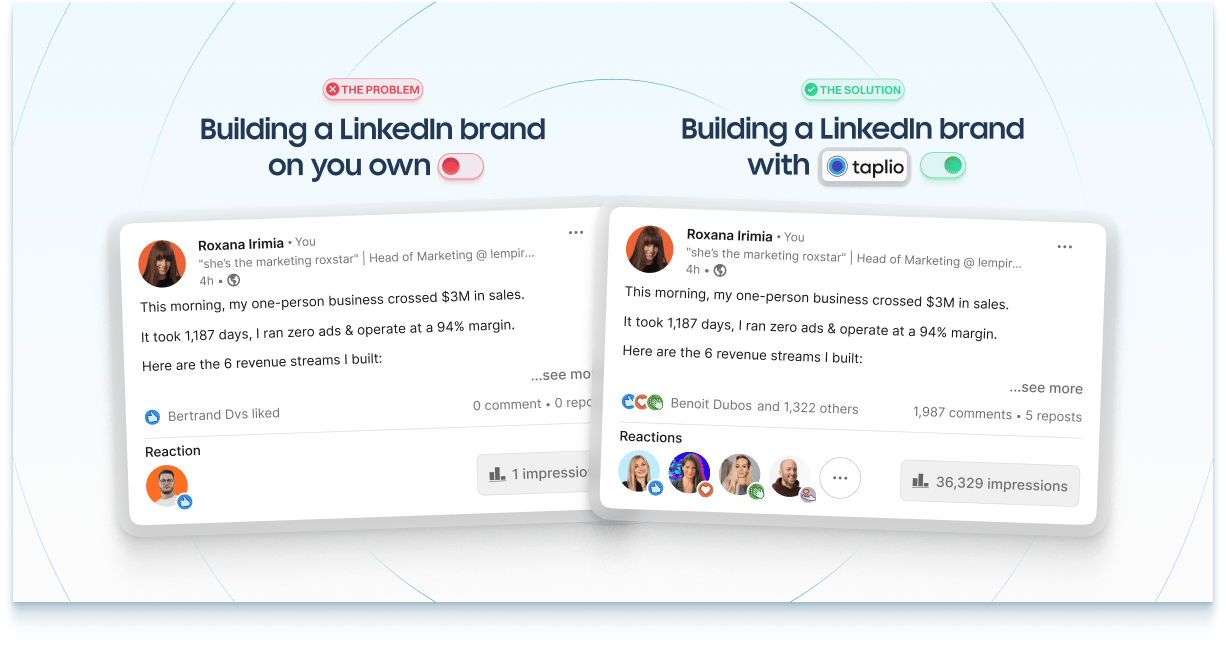 THE PROBLEM
Building a LinkedIn brand
on you own
Roxana Irimia • You
"she's the marketing roxstar" | Head of Marketing @ lempir...
4h •
This morning, my one-person business crossed $3M in sales.
It took 1,187 days, I ran zero ads & operate at a 94% margin.
Here are the 6 revenue streams I built:
...see mo
Bertrand Dvs liked
0 comment • 0 repo
Reaction
1 impressio
THE SOLUTION
Building a LinkedIn brand
with taplio
Roxana Irimia • You
"she's the marketing roxstar" | Head of Marketing @ lempir...
4h •
This morning, my one-person business crossed $3M in sales.
It took 1,187 days, I ran zero ads & operate at a 94% margin.
Here are the 6 revenue streams I built:
...see more
Benoit Dubos and 1,322 others
1,987 comments • 5 reposts
Reactions
36,329 impressions